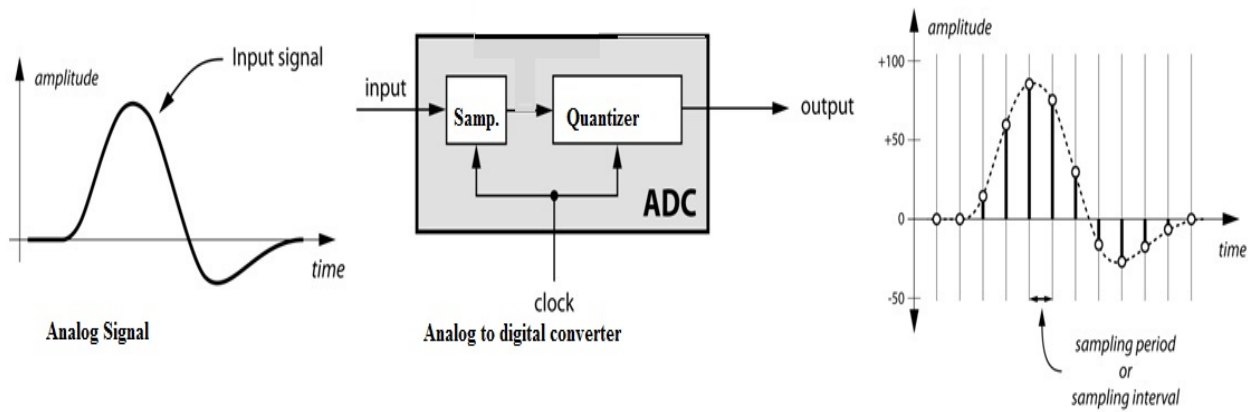 amplitude
Input signal
time
Analog Signal
input
Samp.
Quantizer
output
ADC
clock
Analog to digital converter
amplitude
+100
+50
0
-50
time
sampling period
or
sampling interval